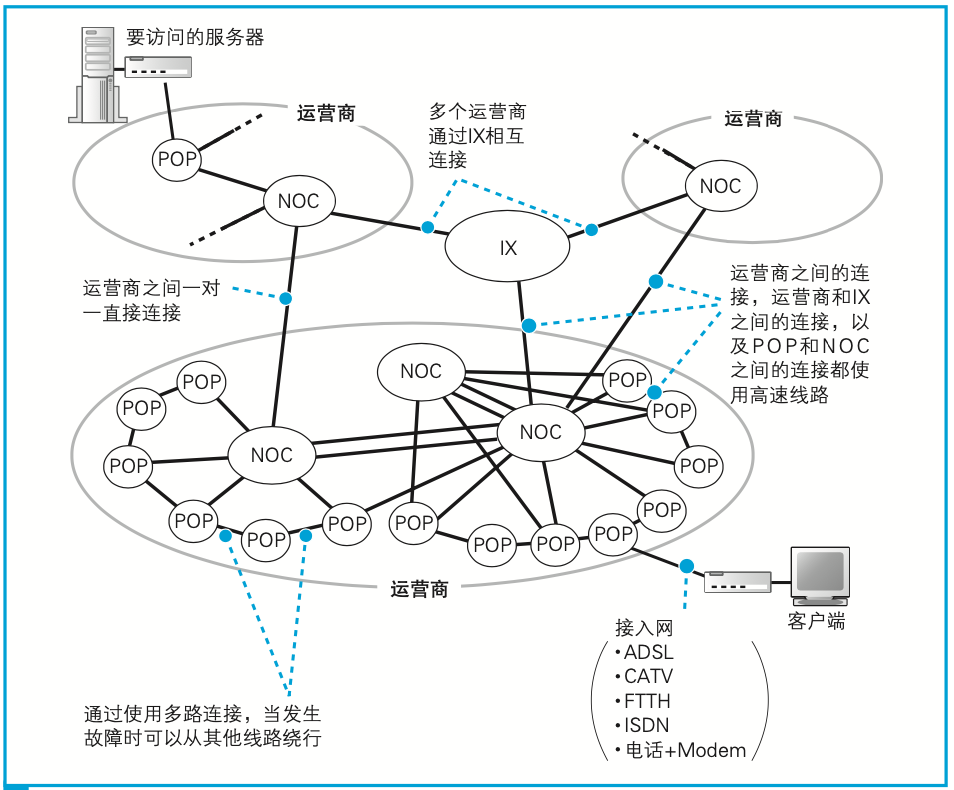 要访问的服务器
运营商
多个运营商
通过IX相互
连接
运营商
POP
NOC
NOC
IX
运营商之间一对
一直接连接
运营商之间的连
接，运营商和IX
之间的连接，以
及POP和NOC
之间的连接都使
用高速线路
NOC
POP
POP
POP
POP
NOC
NOC
POP
POP
POP
POP
POP
POP
POP
POP
POP
POP
POP
运营商
客户端
接入网
•ADSL
•CATV
•FTTH
•ISDN
•电话+Modem
通过使用多路连接，当发生
故障时可以从其他线路绕行